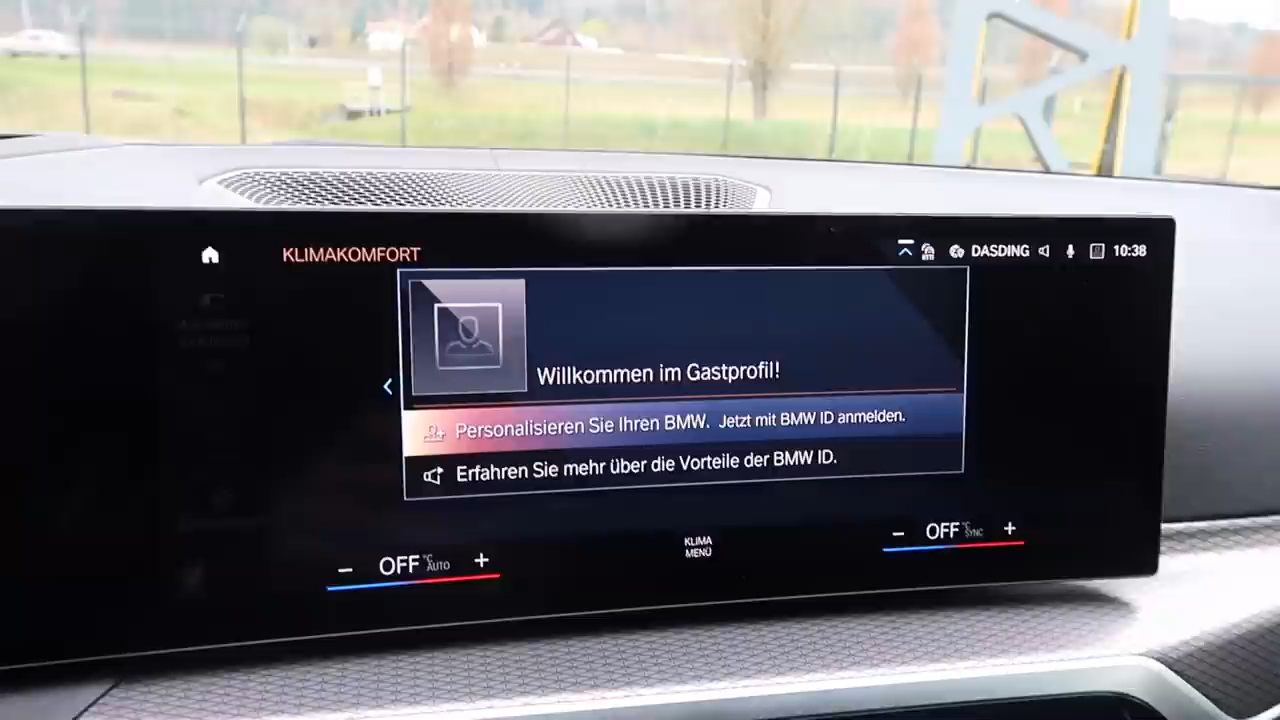 KLIMAKOMFORT
DASDING 10:38
Willkommen im Gastprofil!
Personalisieren Sie Ihren BMW. Jetzt mit BMW ID anmelden.
Erfahren Sie mehr über die Vorteile der BMW ID.
− OFF °C AUTO +
KLIMA
MENÜ
− OFF °C SYNC +